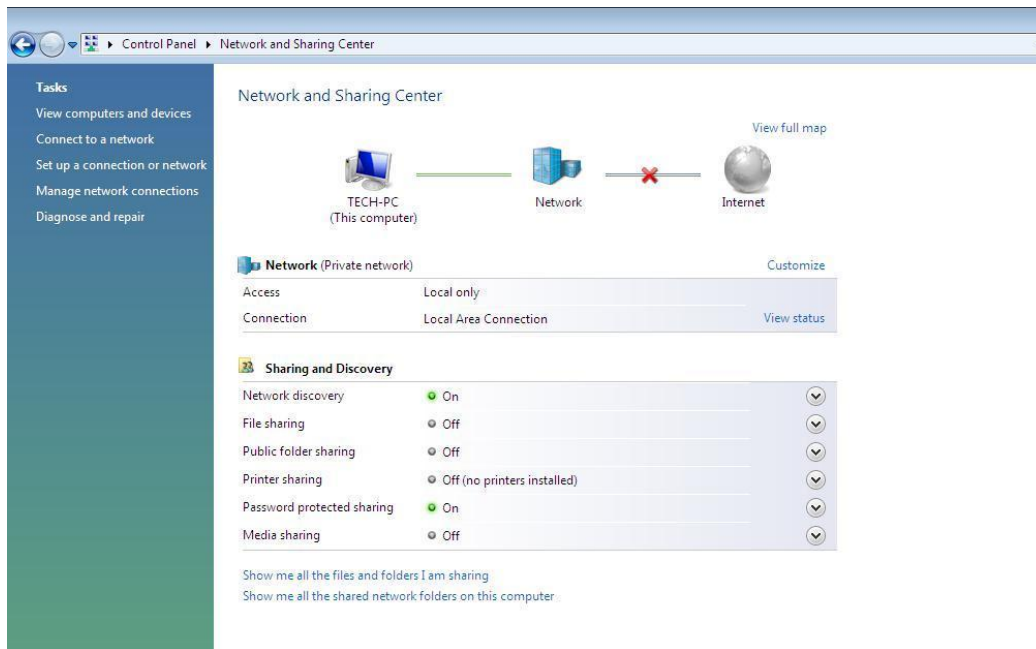 Control Panel Network and Sharing Center
Tasks
View computers and devices
Connect to a network
Set up a connection or network
Manage network connections
Diagnose and repair
Network and Sharing Center
View full map
TECH-PC
(This computer)
Network
Internet
Network (Private network) Customize
Access Local only
Connection Local Area Connection View status
Sharing and Discovery
Network discovery On
File sharing Off
Public folder sharing Off
Printer sharing Off (no printers installed)
Password protected sharing On
Media sharing Off
Show me all the files and folders I am sharing
Show me all the shared network folders on this computer